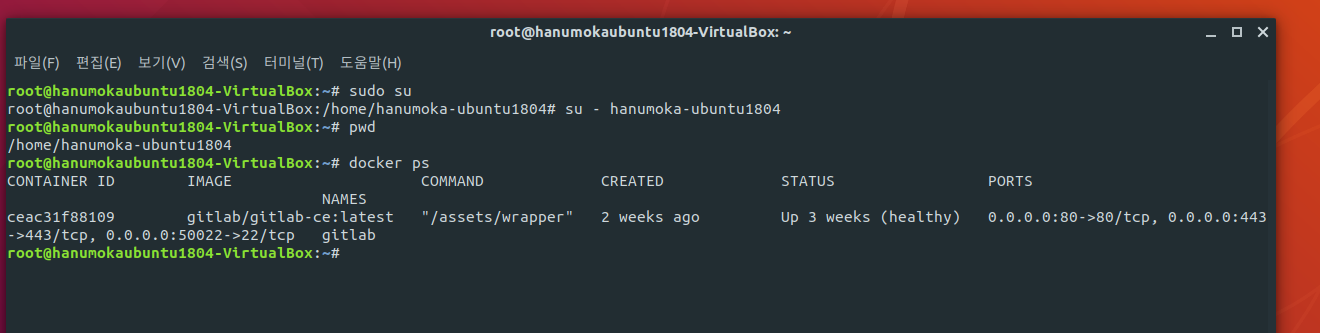 root@hanumokaubuntu1804-VirtualBox: ~
파일(F) 편집(E) 보기(V) 검색(S) 터미널(T) 도움말(H)
root@hanumokaubuntu1804-VirtualBox:~# sudo su
root@hanumokaubuntu1804-VirtualBox:/home/hanumoka-ubuntu1804# su - hanumoka-ubuntu1804
root@hanumokaubuntu1804-VirtualBox:~# pwd
/home/hanumoka-ubuntu1804
root@hanumokaubuntu1804-VirtualBox:~# docker ps
CONTAINER ID        IMAGE                     COMMAND             CREATED             STATUS                 PORTS
                                   NAMES
ceac31f88109        gitlab/gitlab-ce:latest   "/assets/wrapper"   2 weeks ago         Up 3 weeks (healthy)   0.0.0.0:80->80/tcp, 0.0.0.0:443
->443/tcp, 0.0.0.0:50022->22/tcp   gitlab
root@hanumokaubuntu1804-VirtualBox:~#